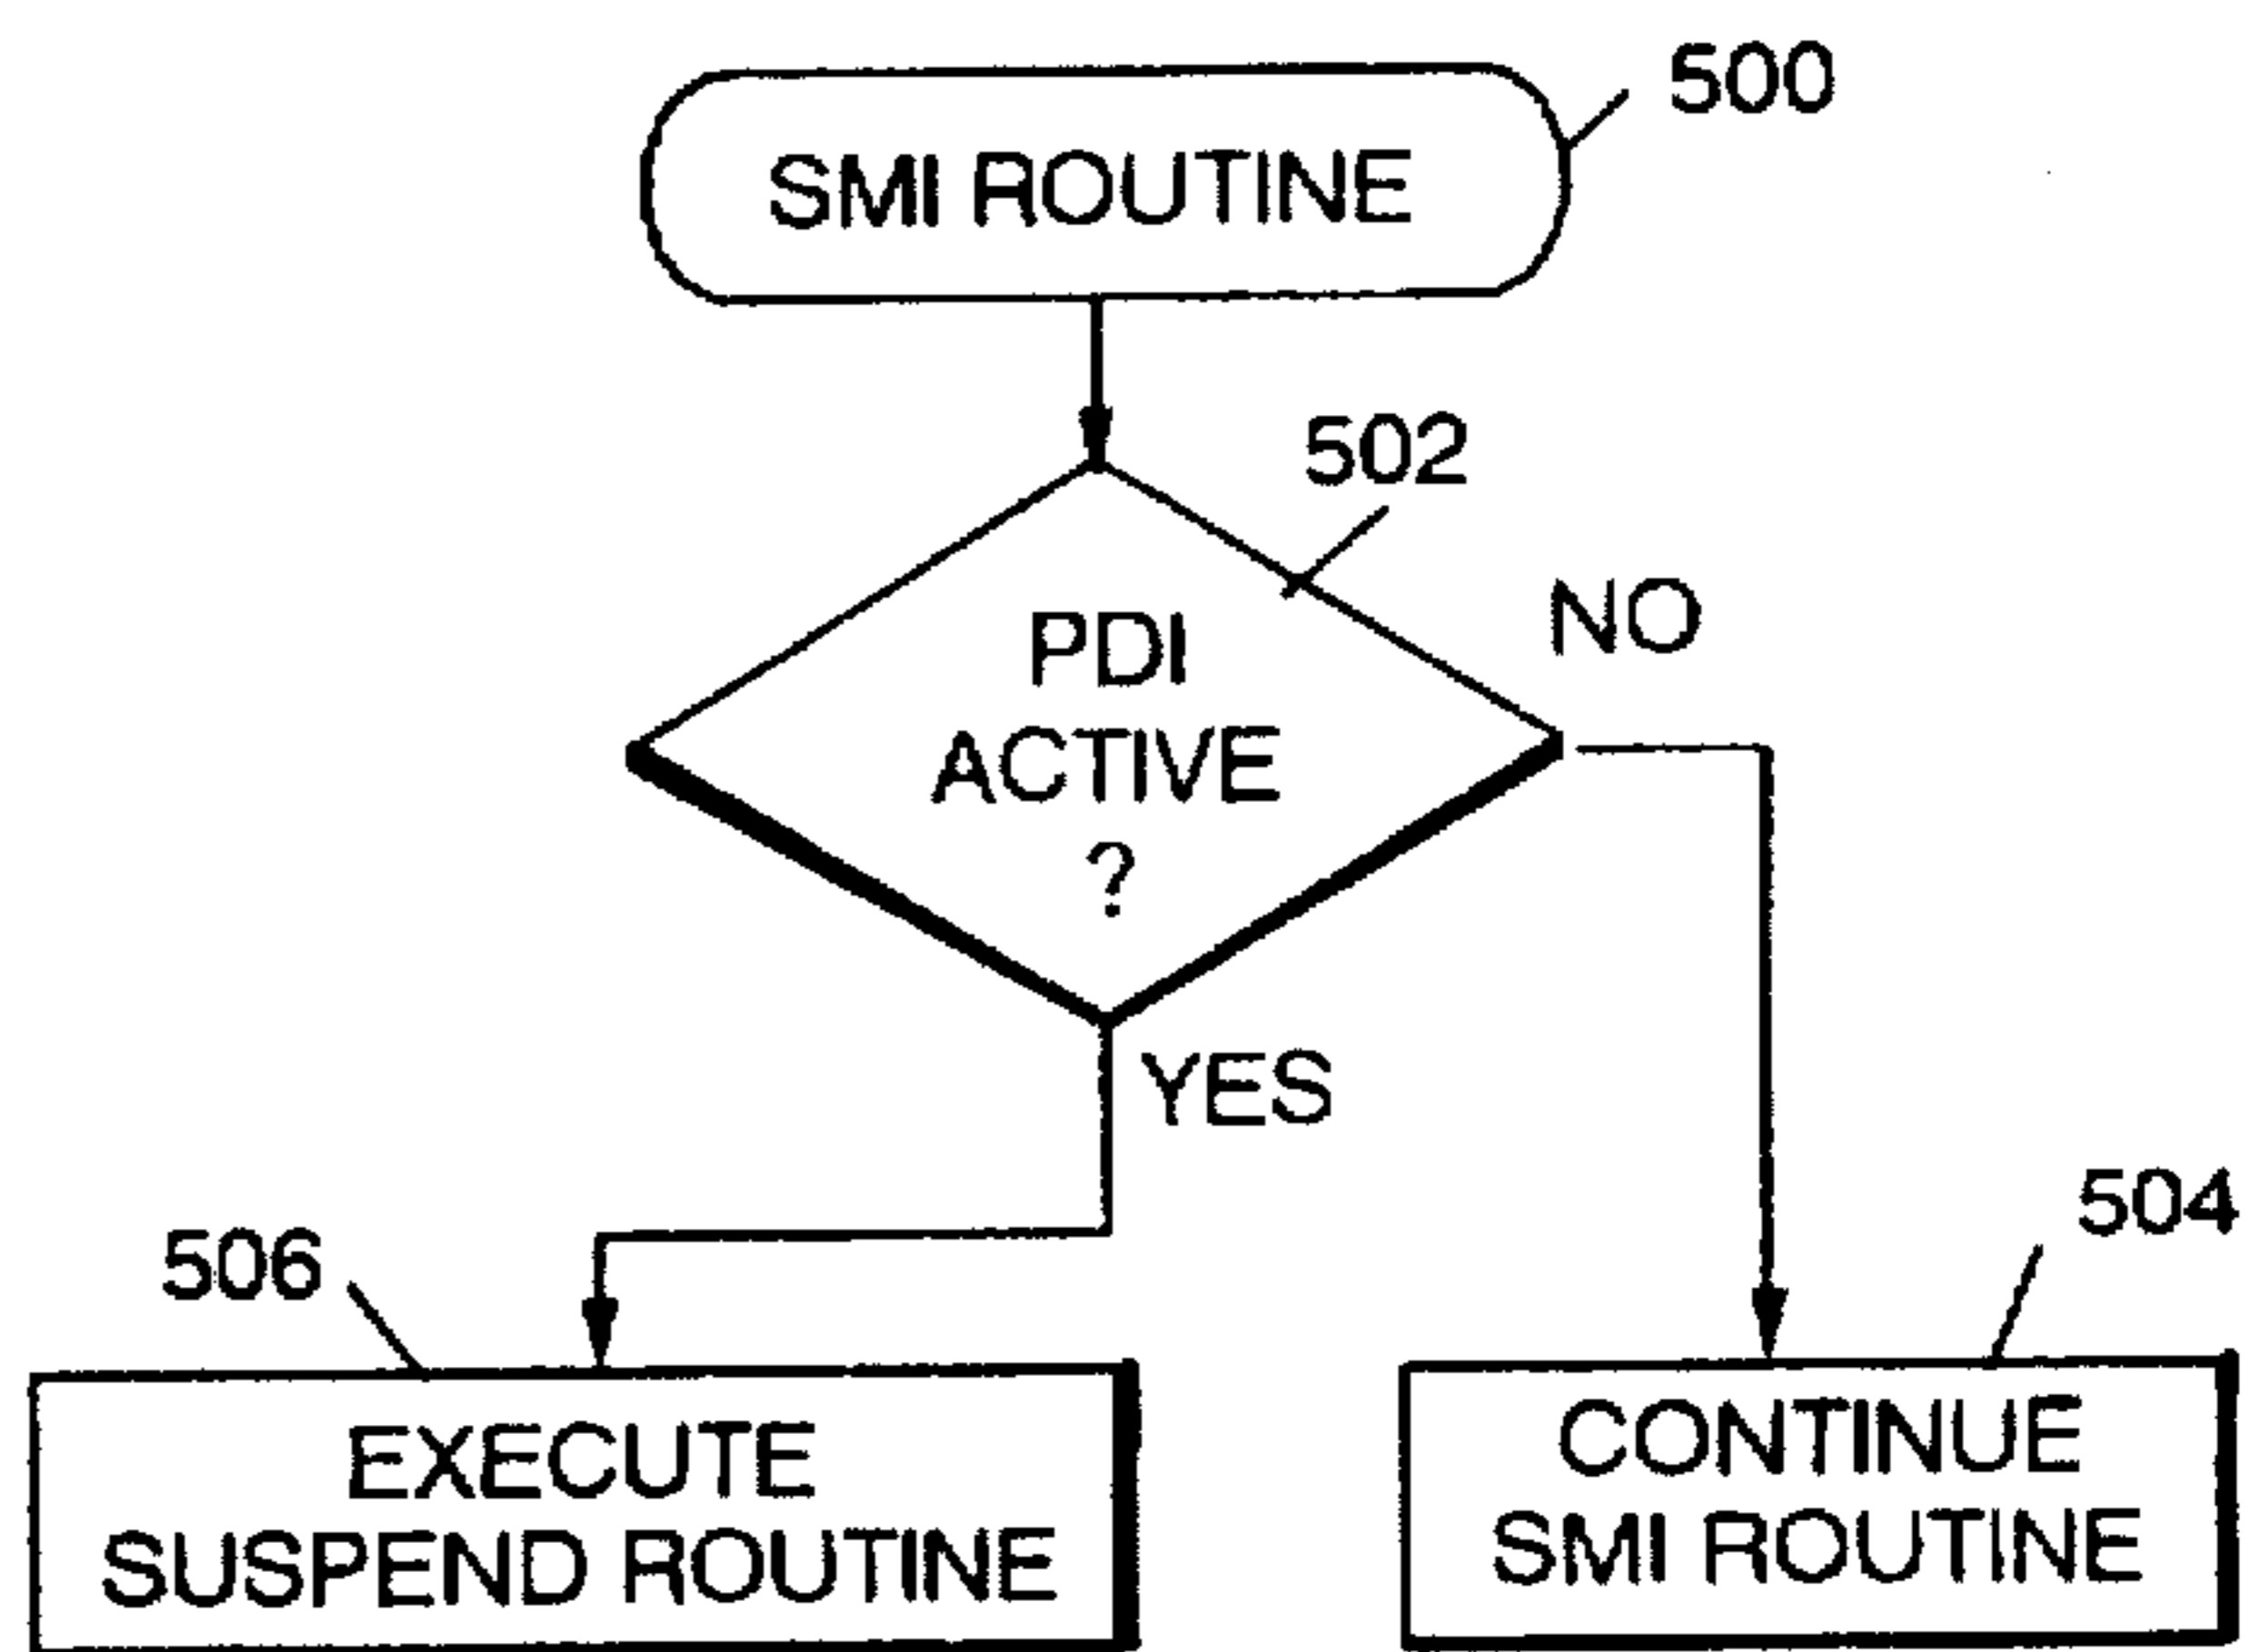 500
SMI ROUTINE
502
PDI
ACTIVE
?
NO
YES
506
504
EXECUTE
SUSPEND ROUTINE
CONTINUE
SMI ROUTINE